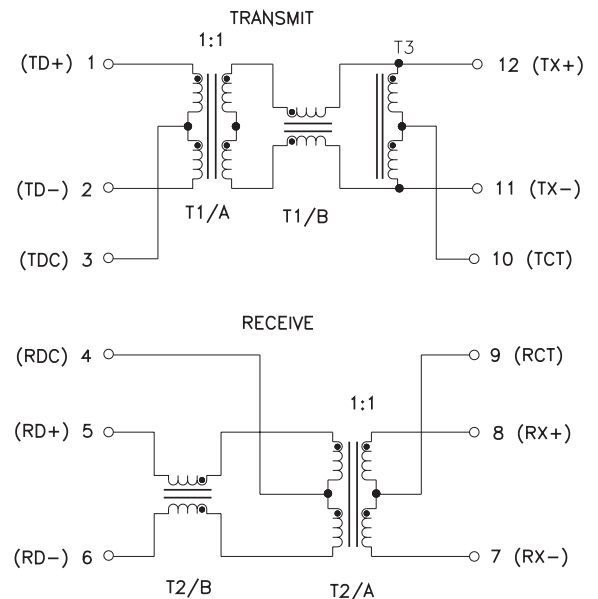 TRANSMIT
1:1
T3
(TD+) 1
12 (TX+)
(TD-) 2
11 (TX-)
T1/A
T1/B
(TDC) 3
10 (TCT)
RECEIVE
(RDC) 4
9 (RCT)
1:1
(RD+) 5
8 (RX+)
(RD-) 6
7 (RX-)
T2/B
T2/A